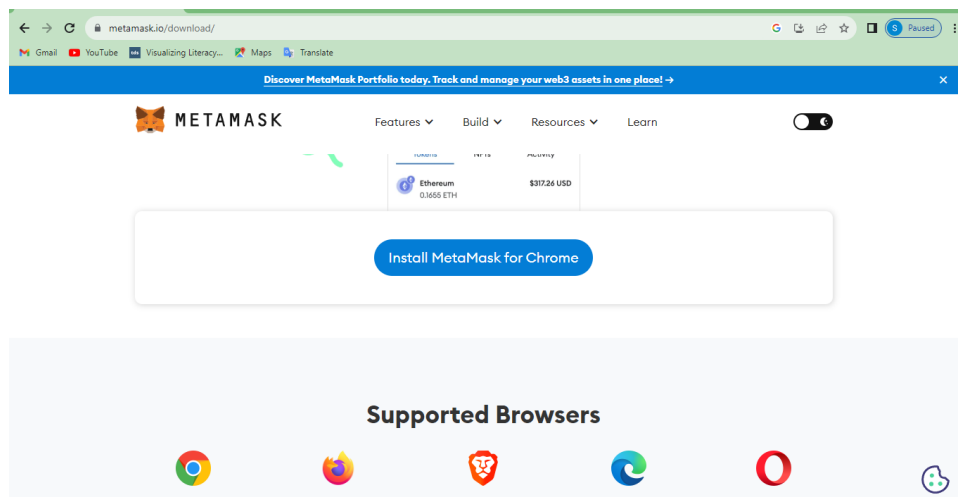 metamask.io/download/
G
S Paused
Gmail YouTube Visualizing Literacy... Maps Translate
Discover MetaMask Portfolio today. Track and manage your web3 assets in one place! →
METAMASK Features Build Resources Learn
Tokens NFTs Activity
Ethereum $317.26 USD
0.1655 ETH
Install MetaMask for Chrome
Supported Browsers